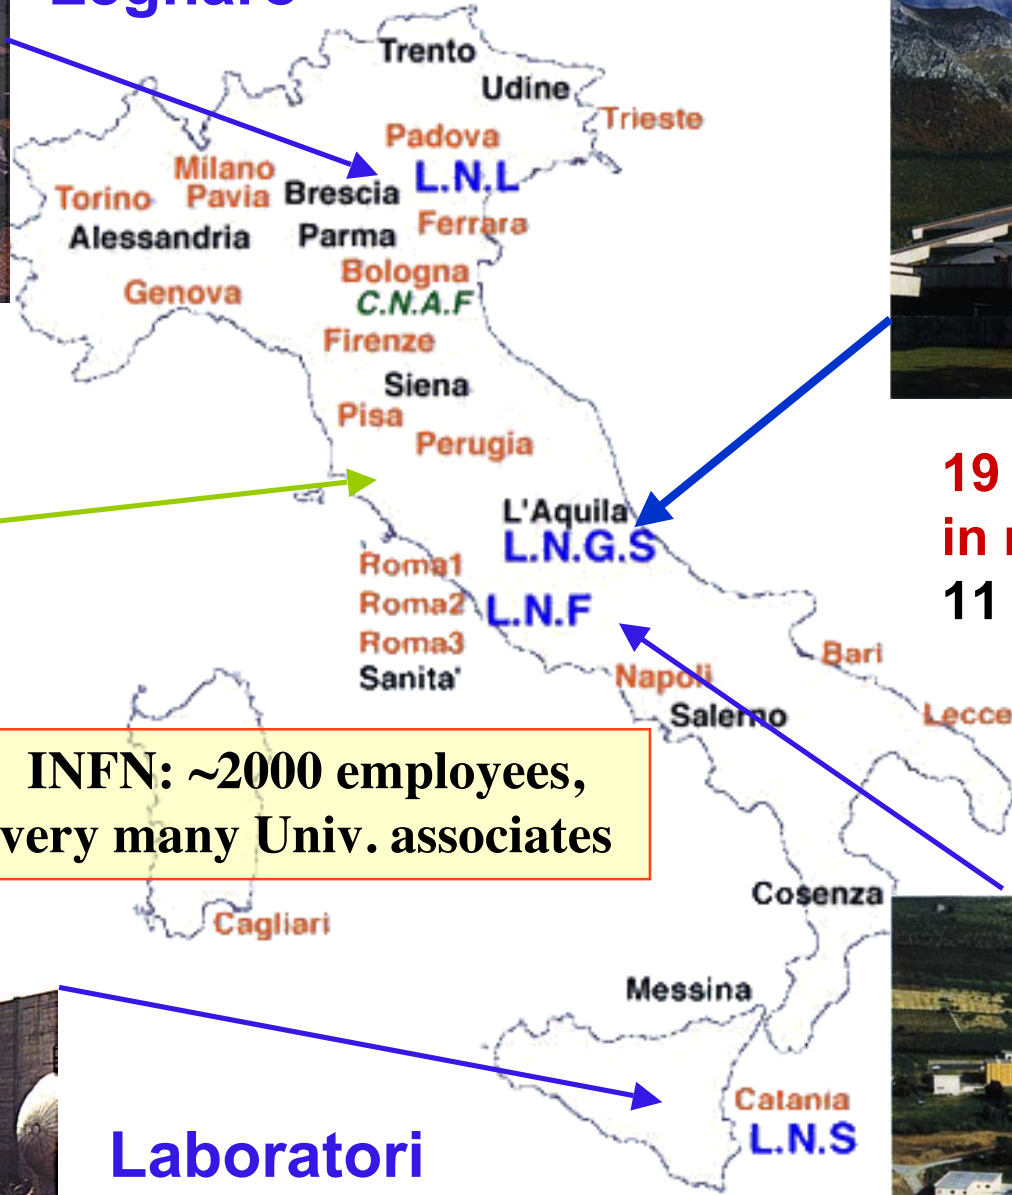 Legnaro
Trento
Udine
Trieste
Padova
Milano
L.N.L
Torino Pavia Brescia
Ferrara
Alessandria Parma
Bologna
Genova
C.N.A.F
Firenze
Siena
Pisa
Perugia
19
in
11
L'Aquila
L.N.G.S
Roma1
Roma2 L.N.F
Roma3
Sanita'
Bari
Napoli
Salerno
Lecce
INFN: ~2000 employees,
very many Univ. associates
Cosenza
Cagliari
Messina
Catania
L.N.S
Laboratori